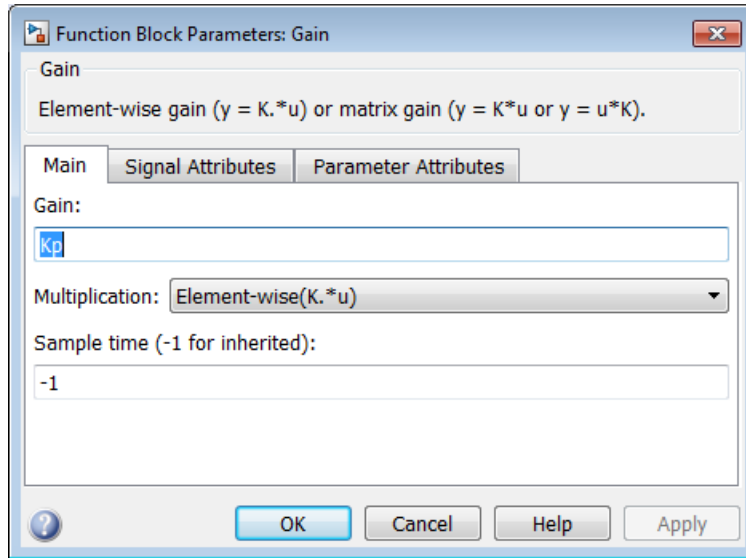 Function Block Parameters: Gain
Gain
Element-wise gain (y = K.*u) or matrix gain (y = K*u or y = u*K).
Main Signal Attributes Parameter Attributes
Gain:
Kp
Multiplication: Element-wise(K.*u)
Sample time (-1 for inherited):
-1
? OK Cancel Help Apply